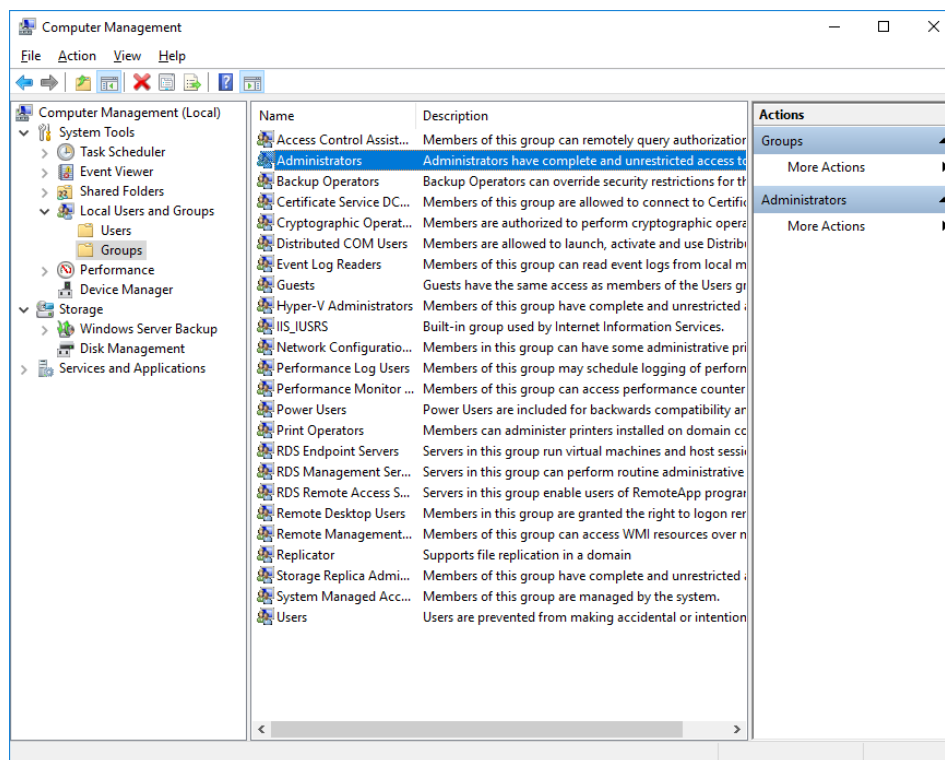 Computer Management
File Action View Help
Computer Management (Local)
System Tools
Task Scheduler
Event Viewer
Shared Folders
Local Users and Groups
Users
Groups
Performance
Device Manager
Storage
Windows Server Backup
Disk Management
Services and Applications
Name Description
Access Control Assist... Members of this group can remotely query authorization
Administrators Administrators have complete and unrestricted access to
Backup Operators Backup Operators can override security restrictions for th
Certificate Service DC... Members of this group are allowed to connect to Certific
Cryptographic Operat... Members are authorized to perform cryptographic opera
Distributed COM Users Members are allowed to launch, activate and use Distribu
Event Log Readers Members of this group can read event logs from local m
Guests Guests have the same access as members of the Users gr
Hyper-V Administrators Members of this group have complete and unrestricted a
IIS_IUSRS Built-in group used by Internet Information Services.
Network Configuratio... Members in this group can have some administrative pri
Performance Log Users Members of this group may schedule logging of perform
Performance Monitor ... Members of this group can access performance counter
Power Users Power Users are included for backwards compatibility an
Print Operators Members can administer printers installed on domain co
RDS Endpoint Servers Servers in this group run virtual machines and host sessi
RDS Management Ser... Servers in this group can perform routine administrative
RDS Remote Access S... Servers in this group enable users of RemoteApp program
Remote Desktop Users Members in this group are granted the right to logon rem
Remote Management... Members of this group can access WMI resources over m
Replicator Supports file replication in a domain
Storage Replica Admi... Members of this group have complete and unrestricted a
System Managed Acc... Members of this group are managed by the system.
Users Users are prevented from making accidental or intention
Actions
Groups
More Actions
Administrators
More Actions